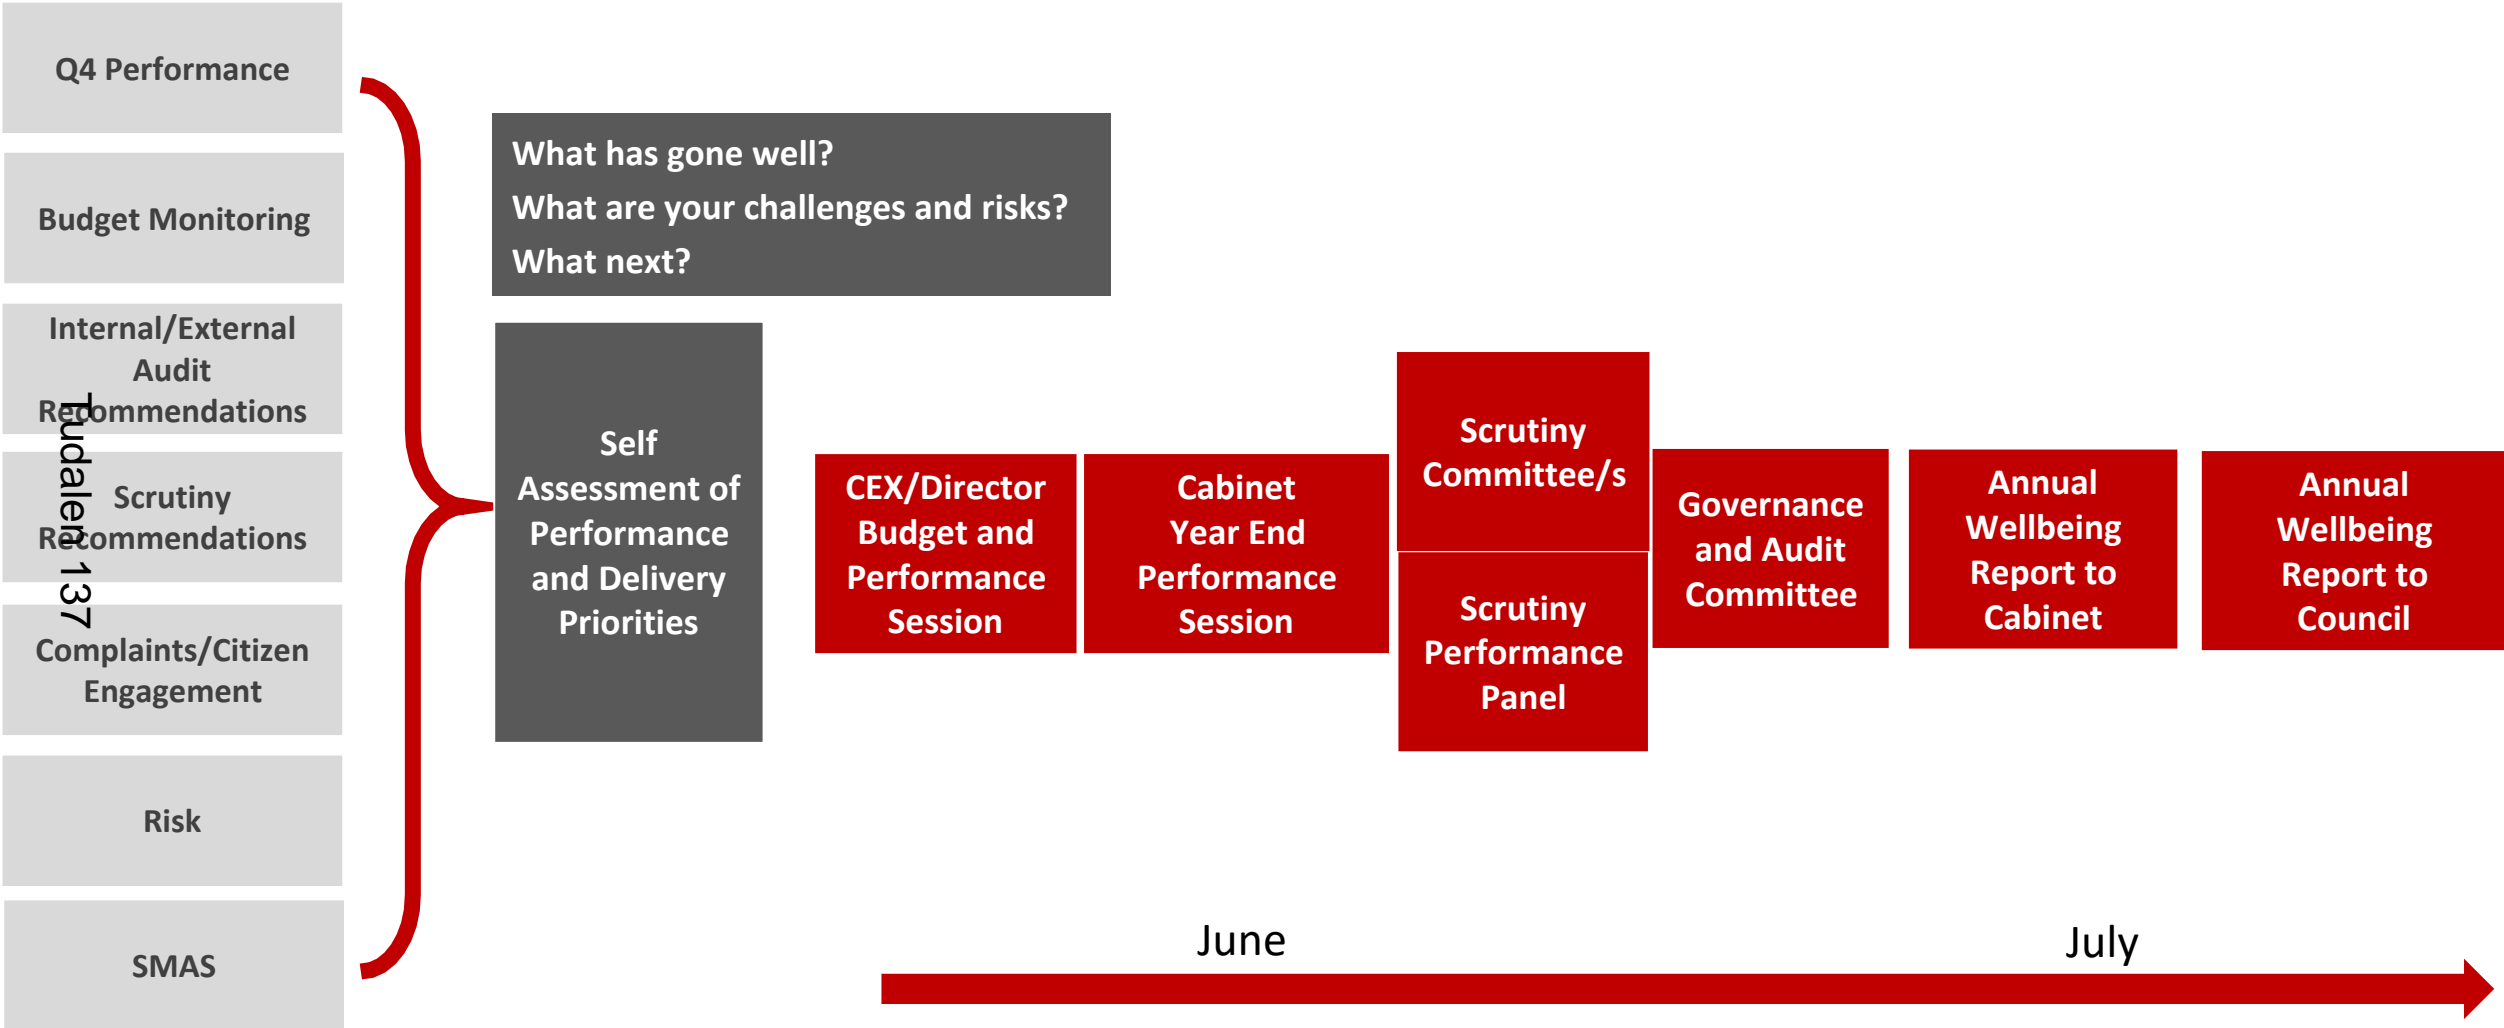 Q4 Performance
Budget Monitoring
Internal/External
Audit
Recommendations
Scrutiny
Recommendations
Complaints/Citizen
Engagement
Risk
SMAS
Tudalen 137
What has gone well?
What are your challenges and risks?
What next?
Self
Assessment of
Performance
and Delivery
Priorities
CEX/Director
Budget and
Performance
Session
Cabinet
Year End
Performance
Session
Scrutiny
Committee/s
Scrutiny
Performance
Panel
Governance
and Audit
Committee
Annual
Wellbeing
Report to
Cabinet
Annual
Wellbeing
Report to
Council
June
July